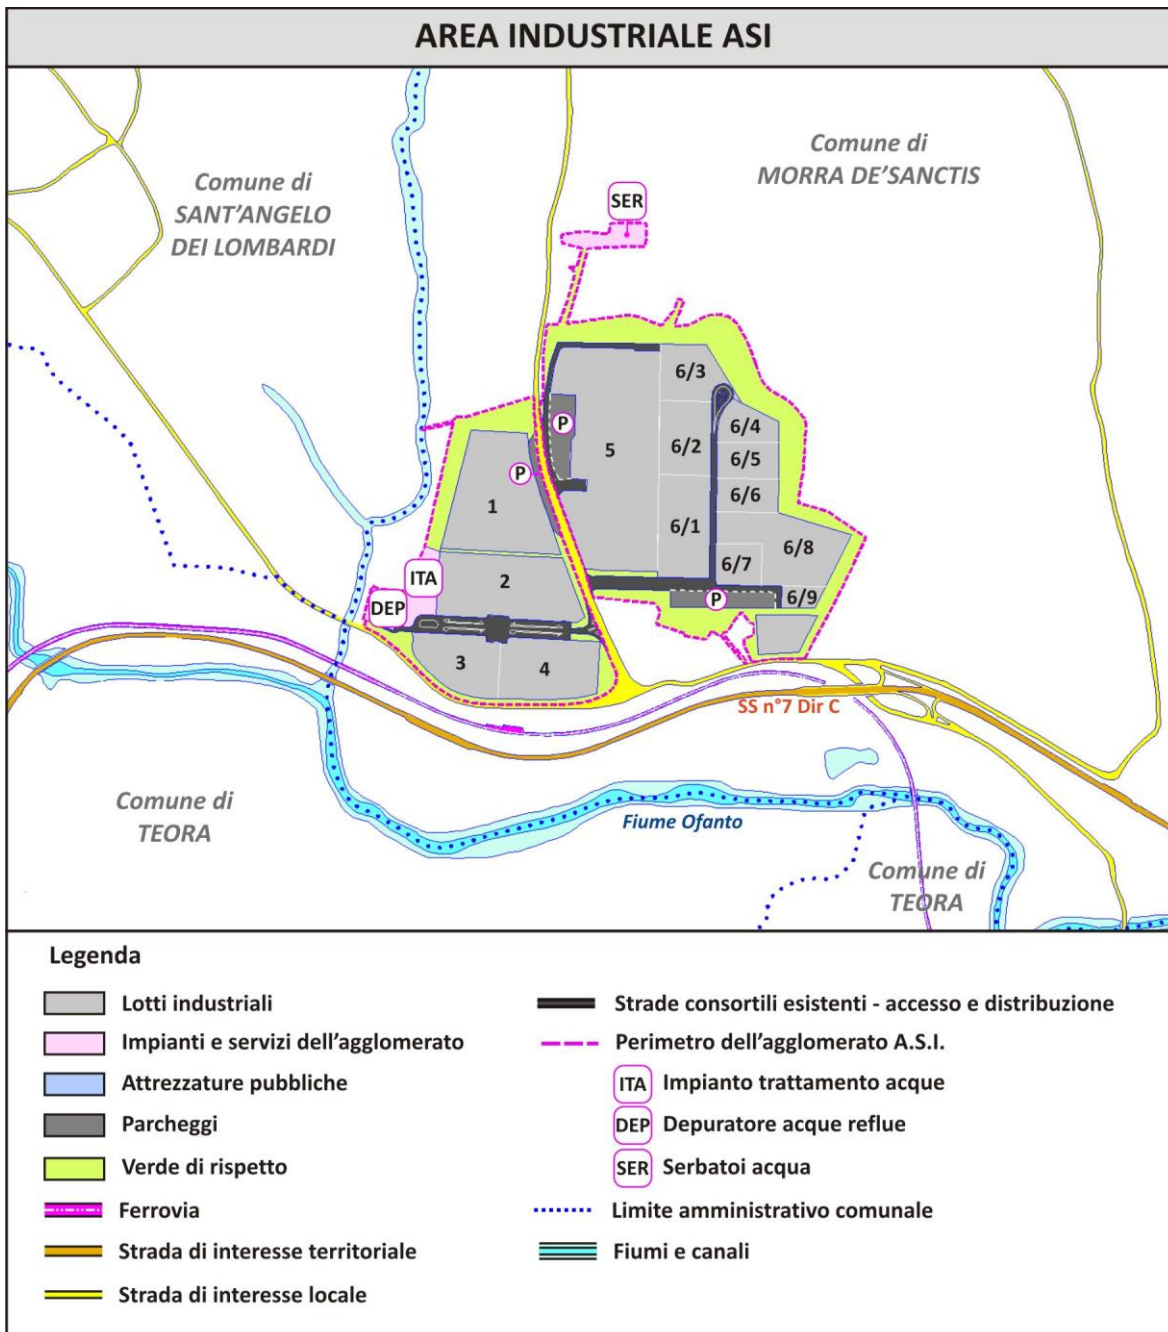 AREA INDUSTRIALE ASI
Comune di
MORRA DE'SANCTIS
Comune di
SANT'ANGELO
DEI LOMBARDI
SER
6/3
P
6/4
5
6/2
6/5
P
6/6
1
6/1
6/8
6/7
ITA
2
6/9
DEP
P
3
4
SS n°7 Dir C
Comune di
TEORA
Fiume Ofanto
Comune di
TEORA
Legenda
Lotti industriali
Impianti e servizi dell'agglomerato
Attrezzature pubbliche
Parcheggi
Verde di rispetto
Ferrovia
Strada di interesse territoriale
Strada di interesse locale
Strade consortili esistenti - accesso e distribuzione
Perimetro dell'agglomerato A.S.I.
ITA Impianto trattamento acque
DEP Depuratore acque reflue
SER Serbatoi acqua
Limite amministrativo comunale
Fiumi e canali